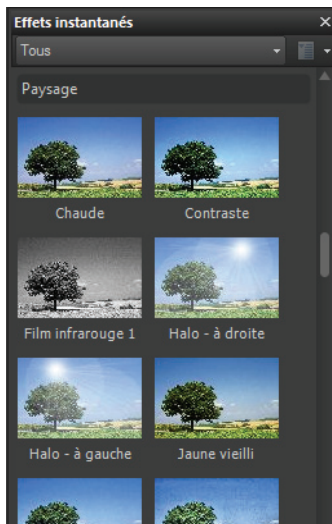 Effets instantanés
Tous
Paysage
Chaude
Contraste
Film infrarouge 1
Halo - à droite
Halo - à gauche
Jaune vieilli